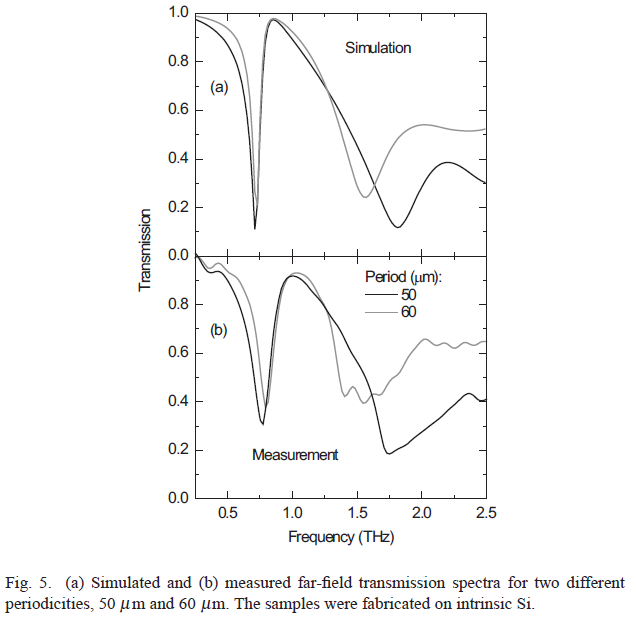 1.0
Simulation
0.8
(a)
0.6
0.4
0.2
Transmission
0.0
Period (μm):
50
60
0.8
(b)
0.6
0.4
Measurement
0.2
0.0
0.5 1.0 1.5 2.0 2.5
Frequency (THz)
Fig. 5. (a) Simulated and (b) measured far-field transmission spectra for two different
periodicities, 50 μm and 60 μm. The samples were fabricated on intrinsic Si.